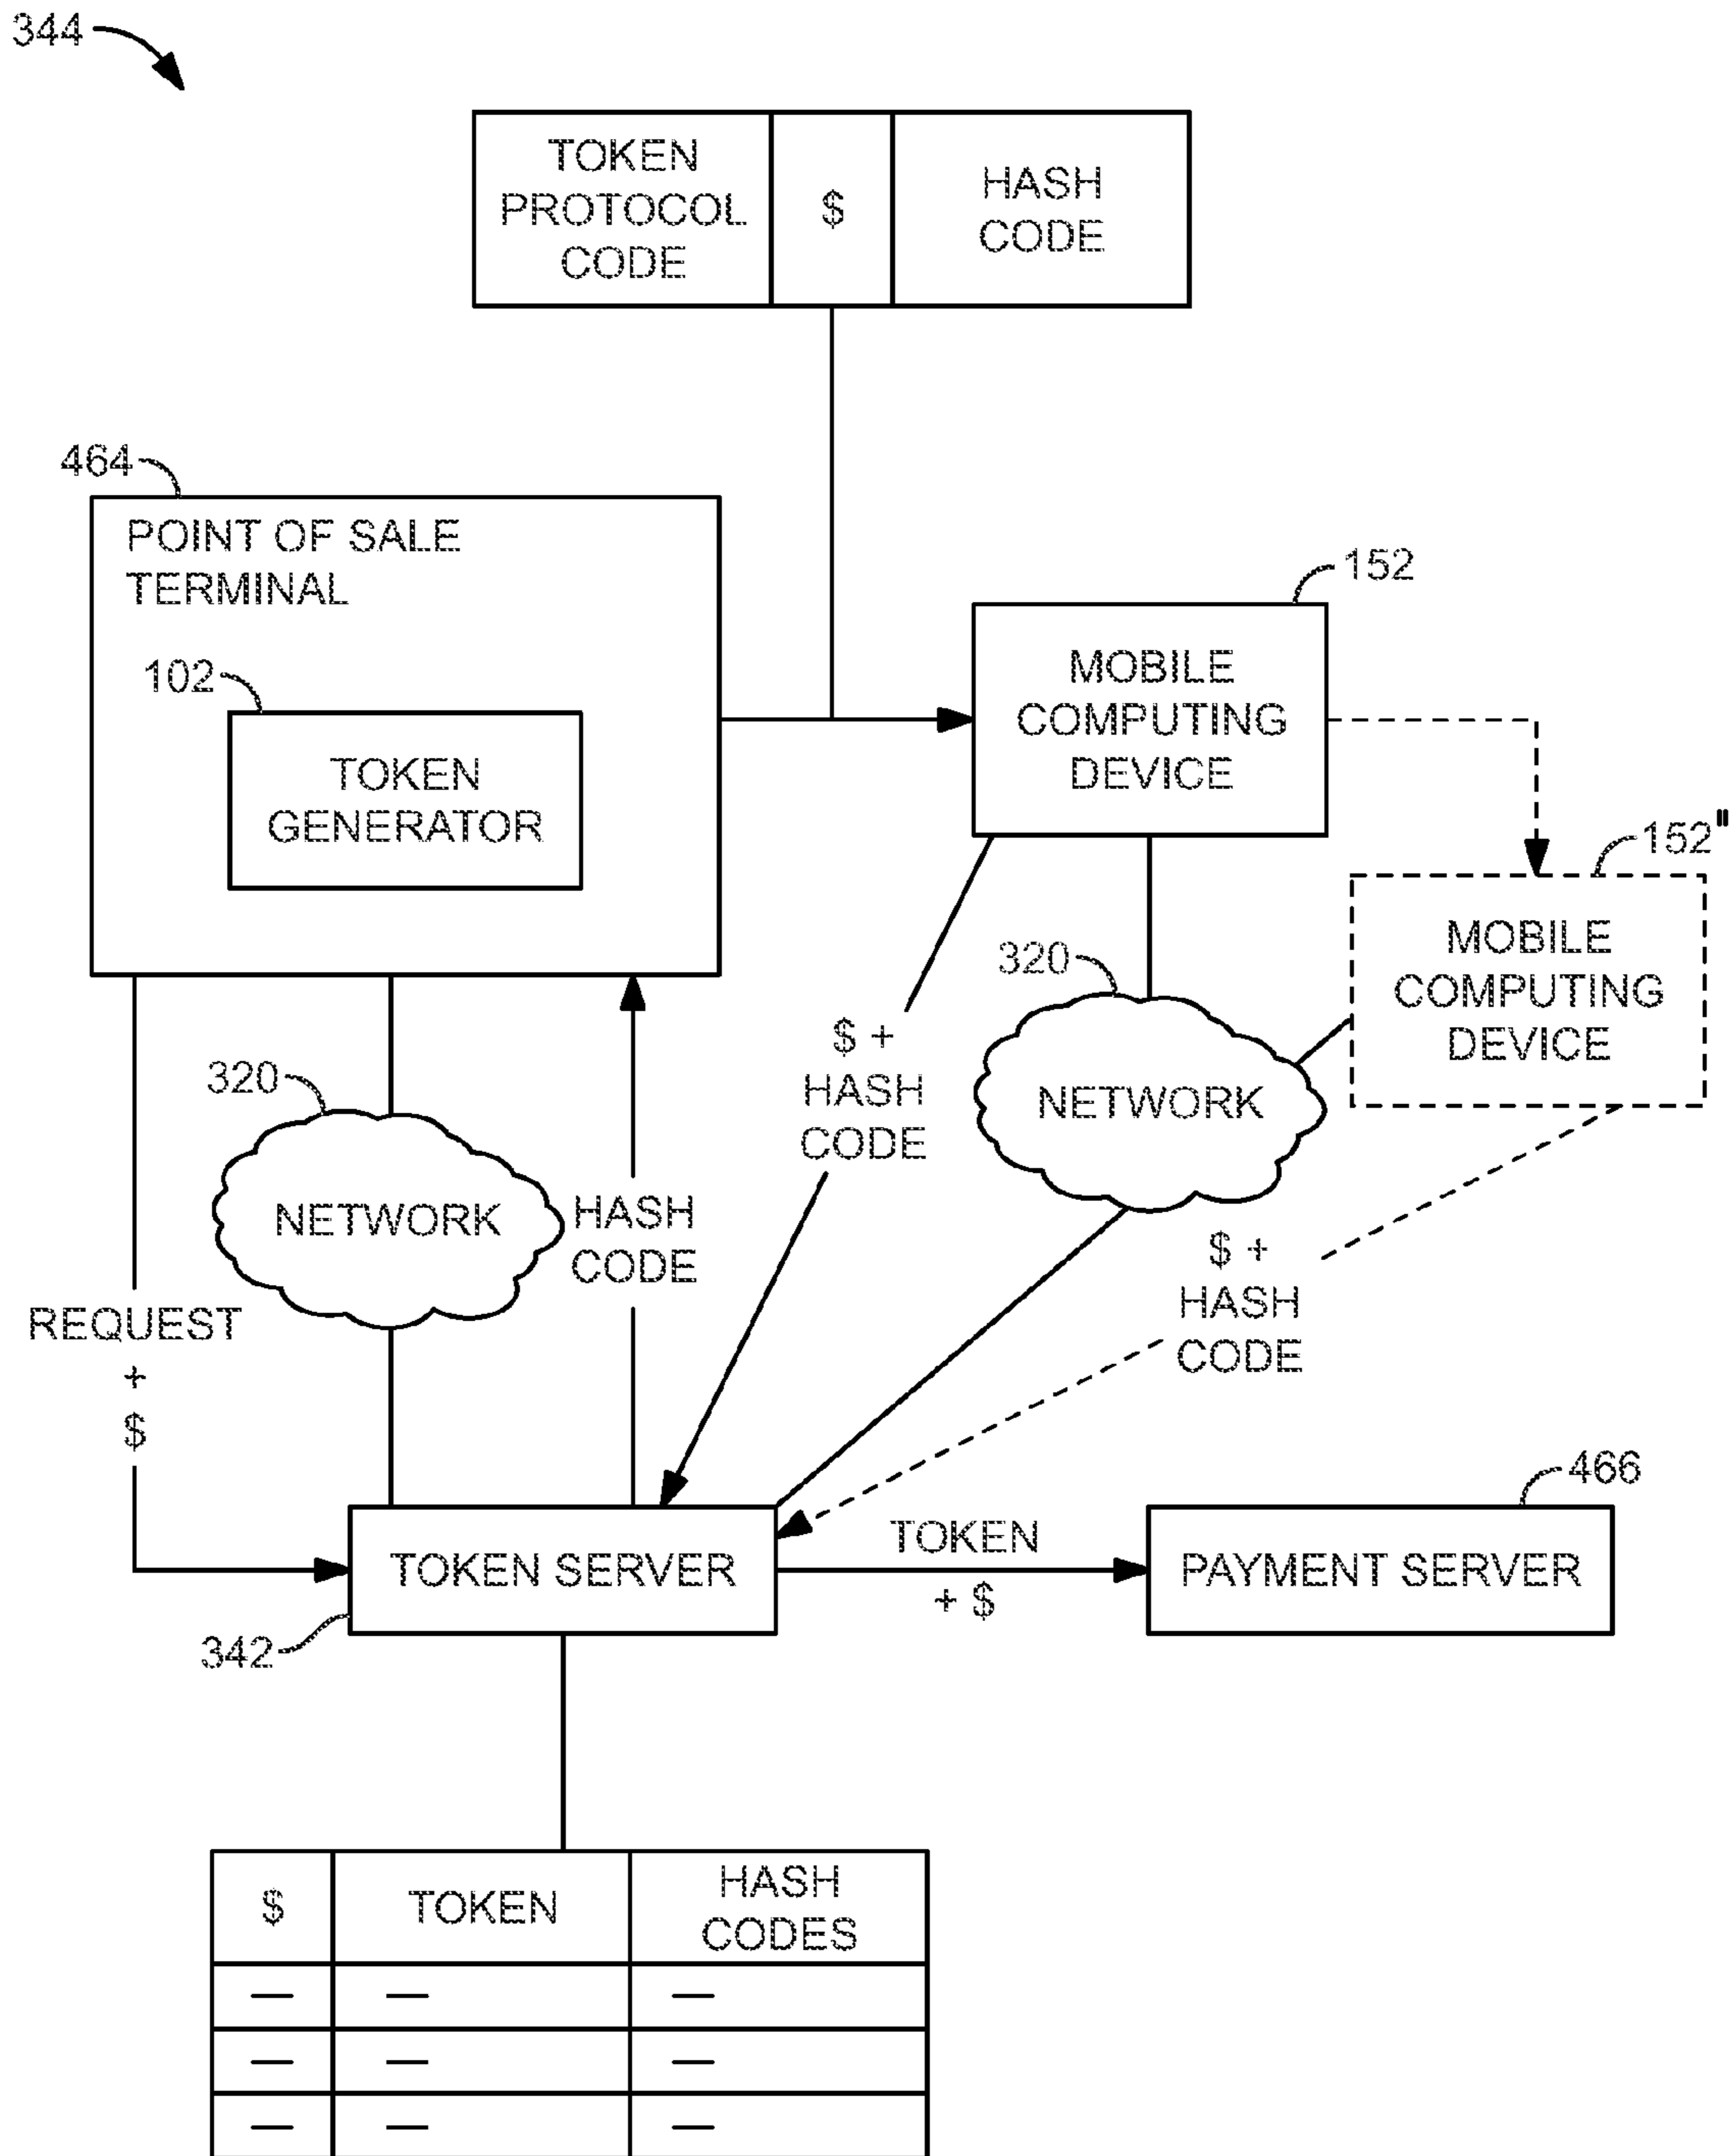 344
TOKEN
PROTOCOL
CODE
$
HASH
CODE
464
POINT OF SALE
TERMINAL
102
TOKEN
GENERATOR
152
MOBILE
COMPUTING
DEVICE
152"
MOBILE
COMPUTING
DEVICE
320
NETWORK
$ +
HASH
CODE
320
NETWORK
HASH
CODE
$ +
HASH
CODE
REQUEST
+
$
TOKEN SERVER
342
TOKEN
+ $
466
PAYMENT SERVER
$
TOKEN
HASH
CODES
— — —
— — —
— — —